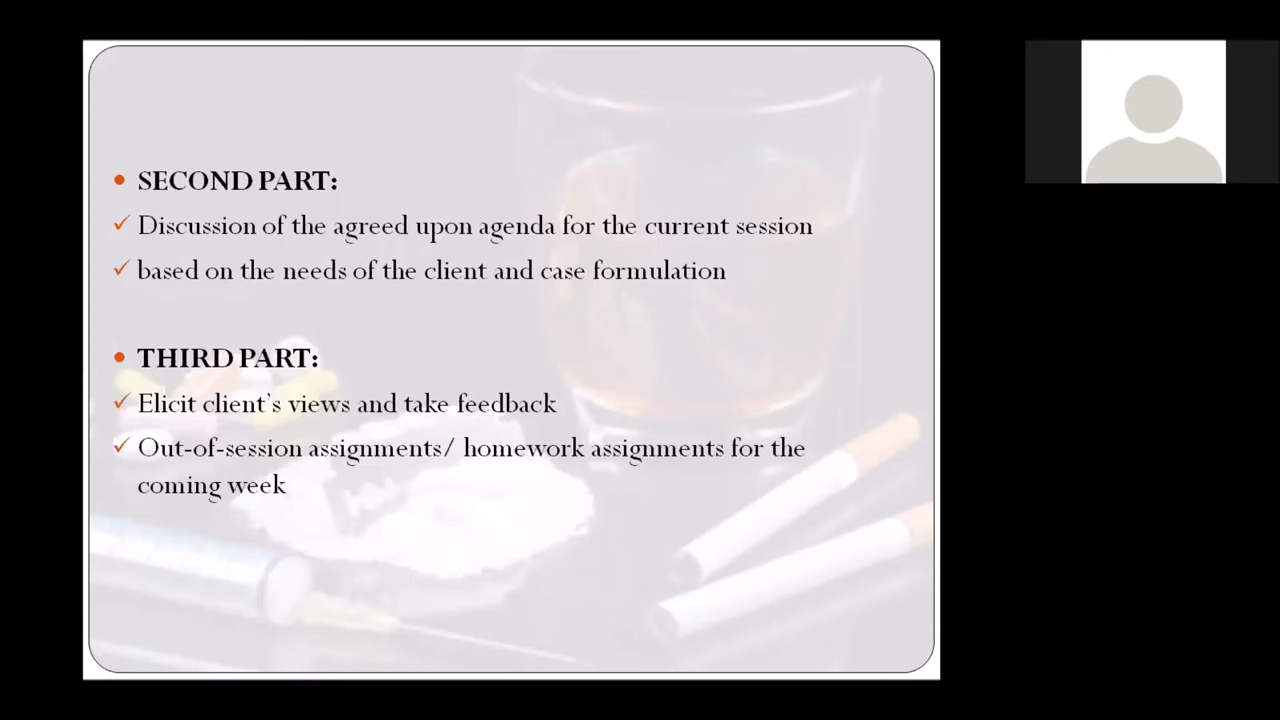 • SECOND PART:
✓ Discussion of the agreed upon agenda for the current session
✓ based on the needs of the client and case formulation
• THIRD PART:
✓ Elicit client’s views and take feedback
✓ Out-of-session assignments/ homework assignments for the
coming week